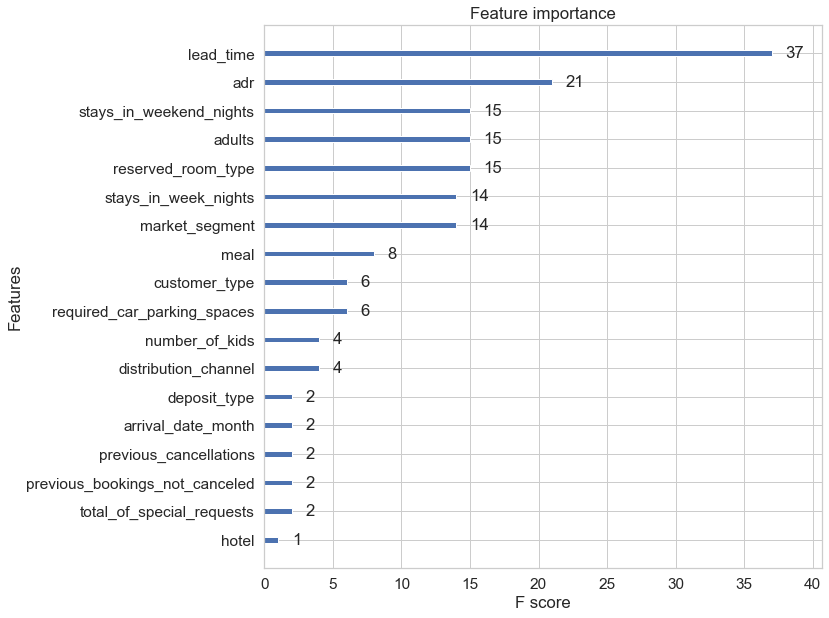 Feature importance
lead_time 37
adr 21
stays_in_weekend_nights 15
adults 15
reserved_room_type 15
stays_in_week_nights 14
market_segment 14
meal 8
customer_type 6
required_car_parking_spaces 6
number_of_kids 4
distribution_channel 4
deposit_type 2
arrival_date_month 2
previous_cancellations 2
previous_bookings_not_canceled 2
total_of_special_requests 2
hotel 1
Features
0 5 10 15 20 25 30 35 40
F score